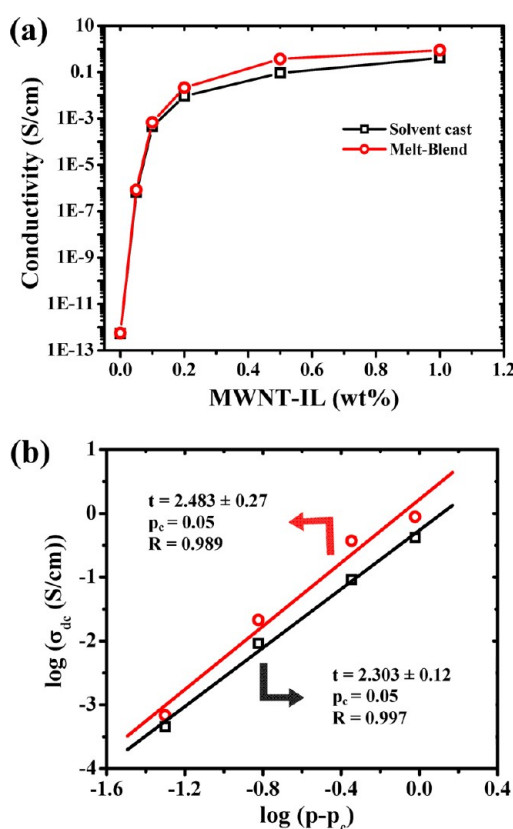 (a)
10
0.1
1E-3
1E-5
1E-7
1E-9
1E-11
1E-13
Conductivity (S/cm)
Solvent cast
Melt-Blend
0.0 0.2 0.4 0.6 0.8 1.0 1.2
MWNT-IL (wt%)
(b)
1
0
-1
-2
-3
-4
log (σdc (S/cm))
t = 2.483 ± 0.27
pc = 0.05
R = 0.989
t = 2.303 ± 0.12
pc = 0.05
R = 0.997
-1.6 -1.2 -0.8 -0.4 0.0 0.4
log (p-pc)